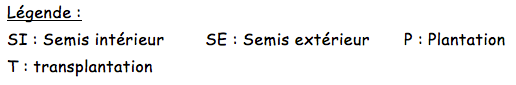 Légende :
SI : Semis intérieur SE : Semis extérieur P : Plantation
T : transplantation